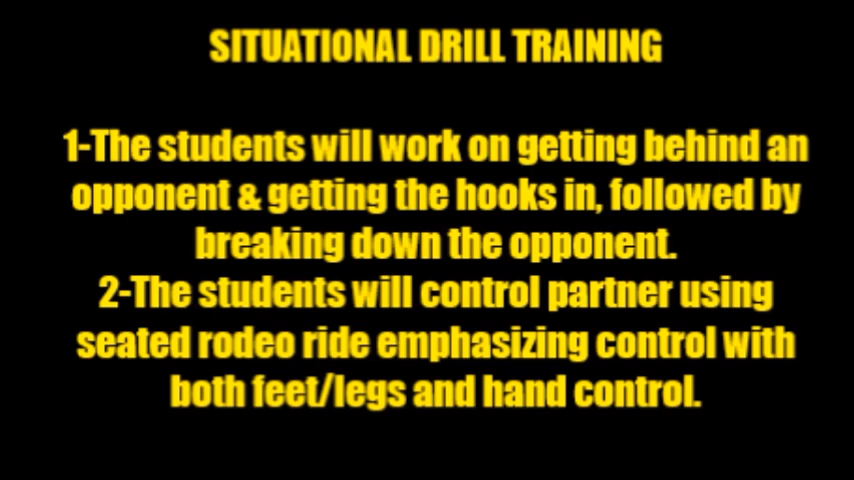 SITUATIONAL DRILL TRAINING
1-The students will work on getting behind an
opponent & getting the hooks in, followed by
breaking down the opponent.
2-The students will control partner using
seated rodeo ride emphasizing control with
both feet/legs and hand control.